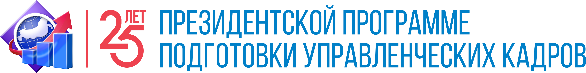 25 ЛЕТ
ПРЕЗИДЕНТСКОЙ ПРОГРАММЕ
ПОДГОТОВКИ УПРАВЛЕНЧЕСКИХ КАДРОВ